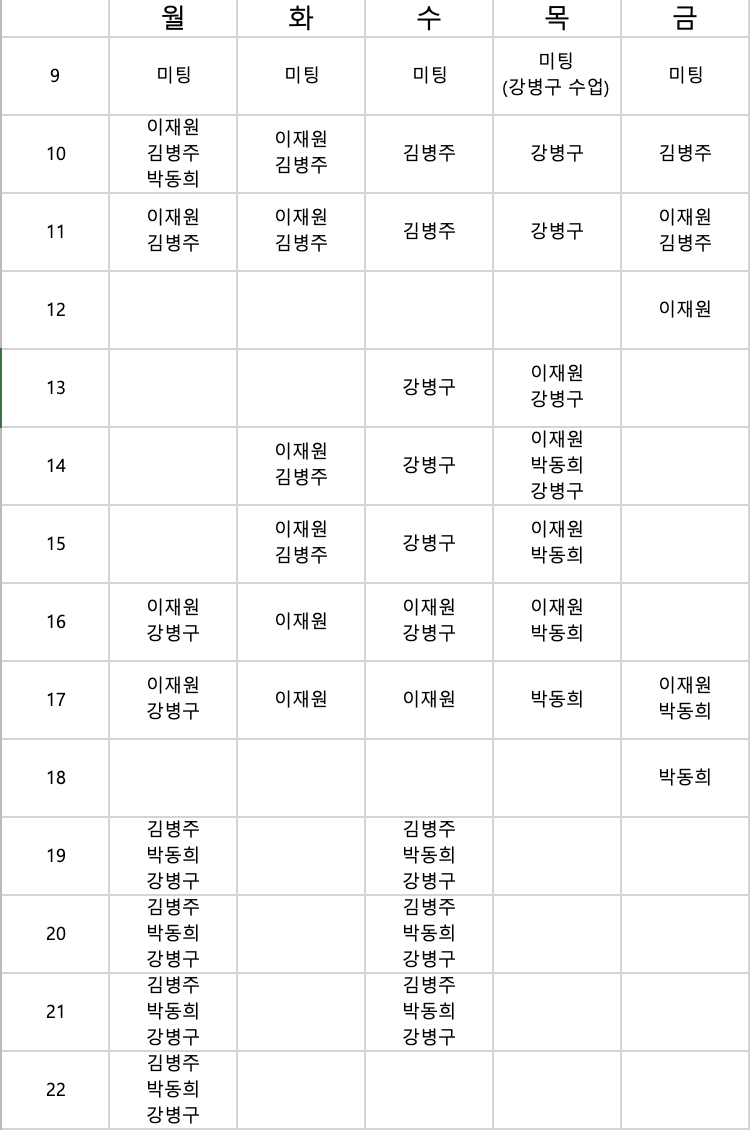 월 화 수 목 금
9 미팅 미팅 미팅 미팅 (강병구 수업) 미팅
10 이재원 김병주 박동희 이재원 김병주 김병주 강병구 김병주
11 이재원 김병주 이재원 김병주 김병주 강병구 이재원 김병주
12 이재원
13 강병구 이재원 강병구
14 이재원 김병주 강병구 이재원 박동희 강병구
15 이재원 김병주 강병구 이재원 박동희
16 이재원 강병구 이재원 이재원 강병구 이재원 박동희
17 이재원 강병구 이재원 이재원 박동희 이재원 박동희
18 박동희
19 김병주 박동희 강병구 김병주 박동희 강병구
20 김병주 박동희 강병구 김병주 박동희 강병구
21 김병주 박동희 강병구 김병주 박동희 강병구
22 김병주 박동희 강병구